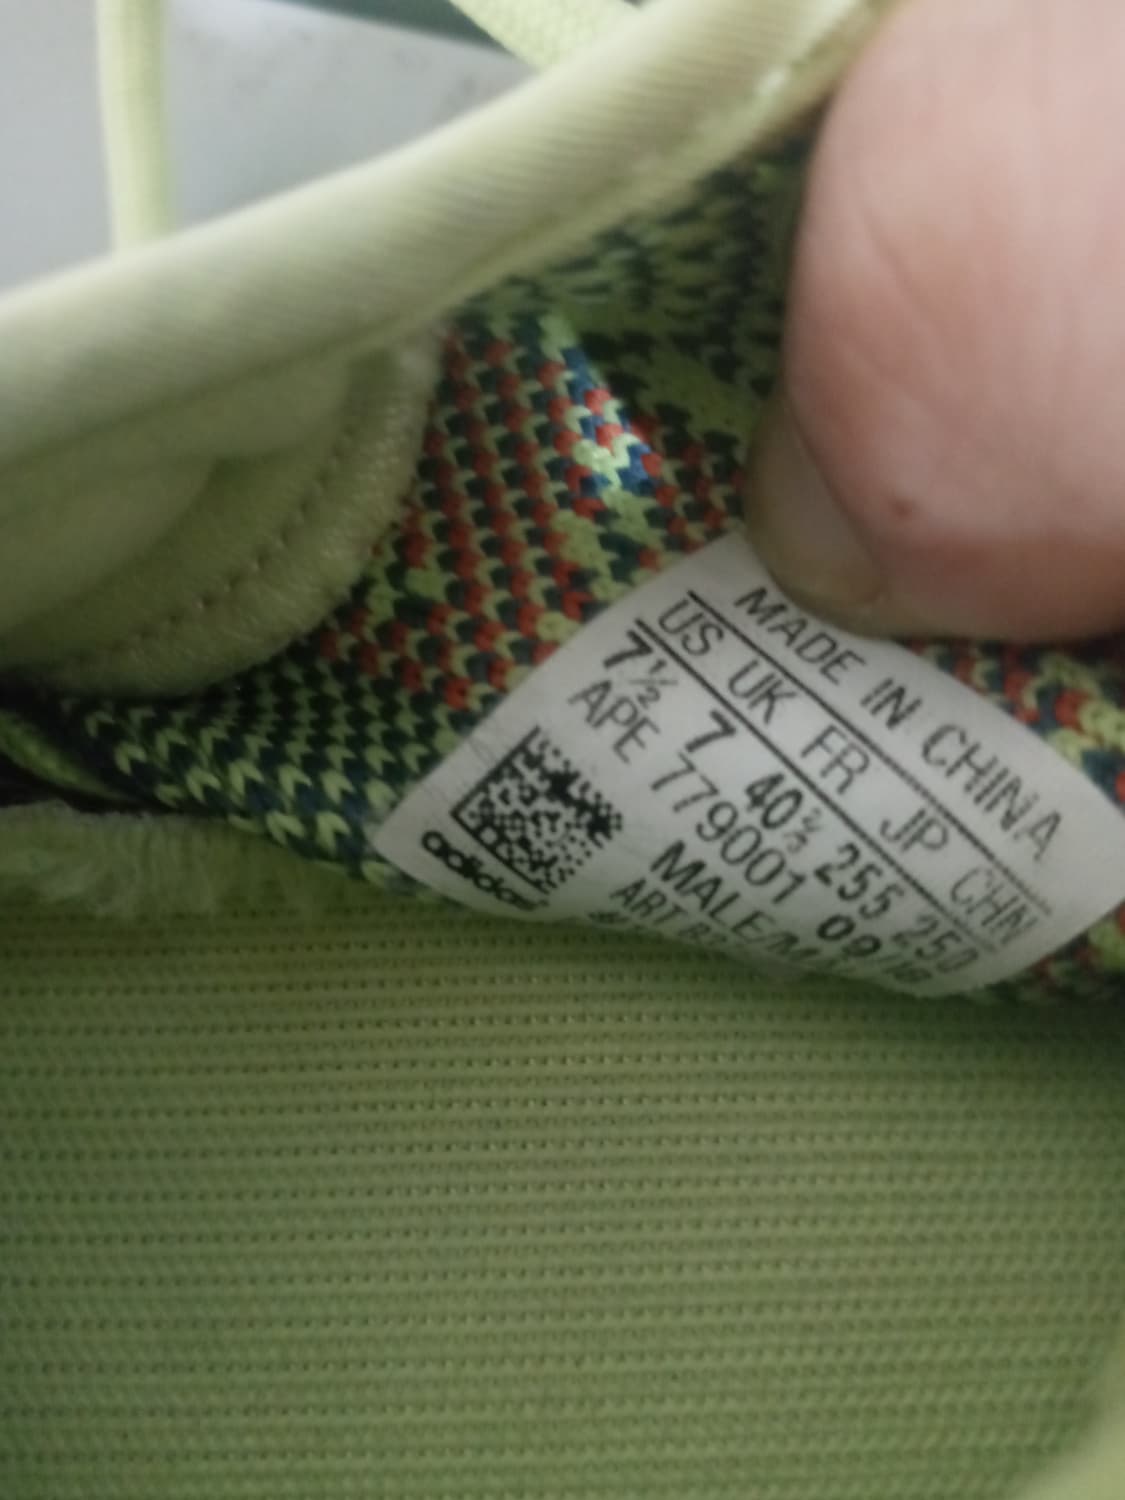 MADE IN CHINA
US UK FR JP CHN
7½ 7 40⅔ 255 250
APE 779001 09/18
MALE/M
ART
adidas